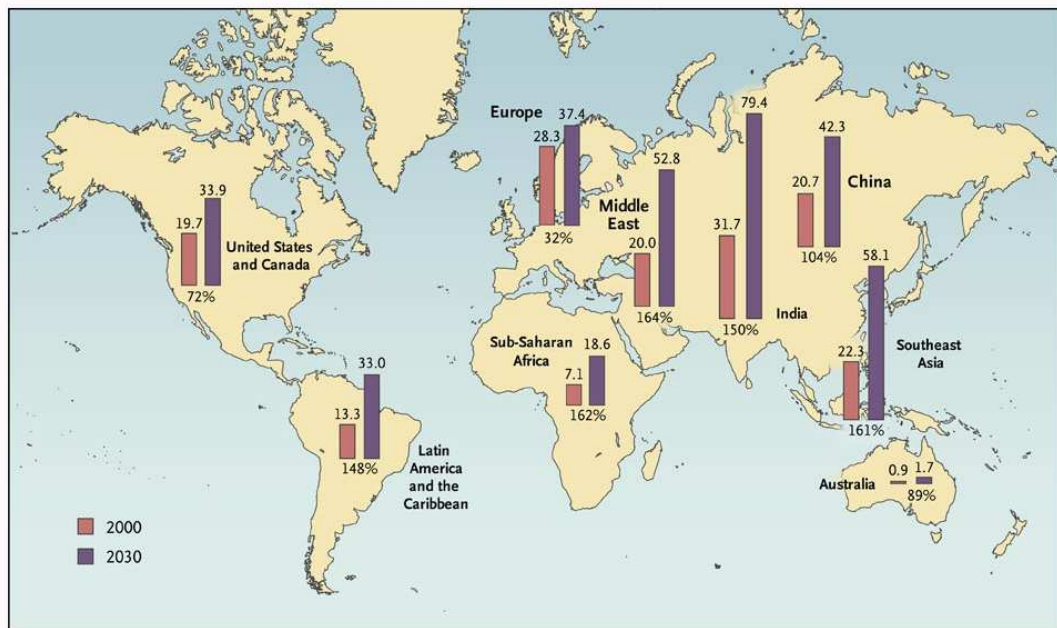 Europe
28.3
37.4
32%
Middle
East
20.0
52.8
164%
31.7
79.4
150%
India
20.7
42.3
104%
China
19.7
33.9
72%
United States
and Canada
Sub-Saharan
Africa
7.1
18.6
162%
22.3
58.1
161%
Southeast
Asia
13.3
33.0
148%
Latin
America
and the
Caribbean
Australia
0.9
1.7
89%
2000
2030